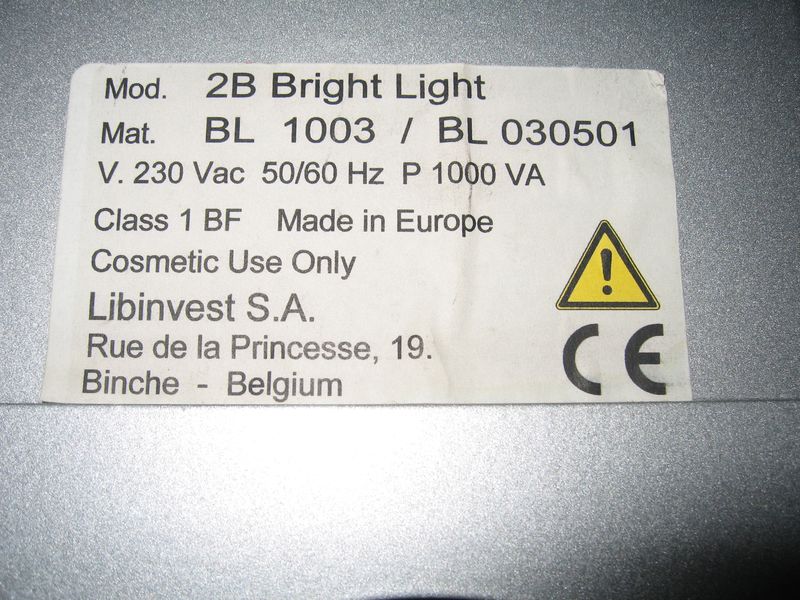 Mod. 2B Bright Light
Mat. BL 1003 / BL 030501
V. 230 Vac 50/60 Hz P 1000 VA
Class 1 BF Made in Europe
Cosmetic Use Only
Libinvest S.A.
Rue de la Princesse, 19.
Binche - Belgium
!
CE